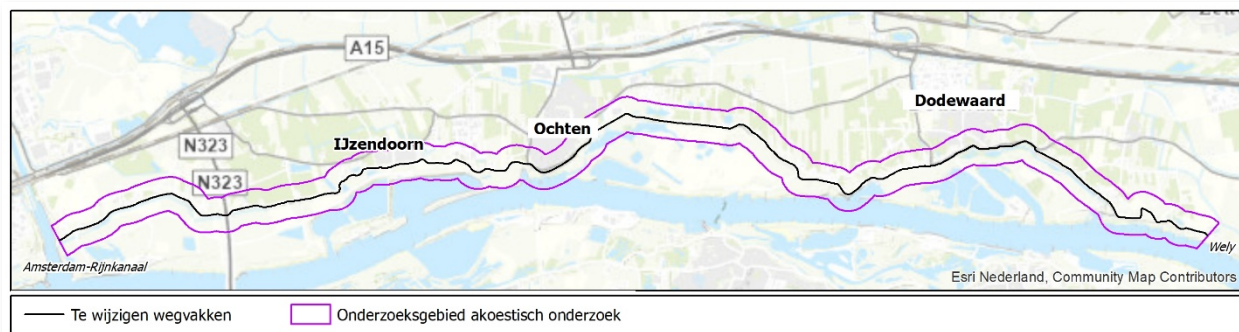 A15
Dodewaard
Ochten
N323
IJzendoorn
N323
Wely
Amsterdam-Rijnkanaal
Esri Nederland, Community Map Contributors
Te wijzigen wegvakken
Onderzoeksgebied akoestisch onderzoek